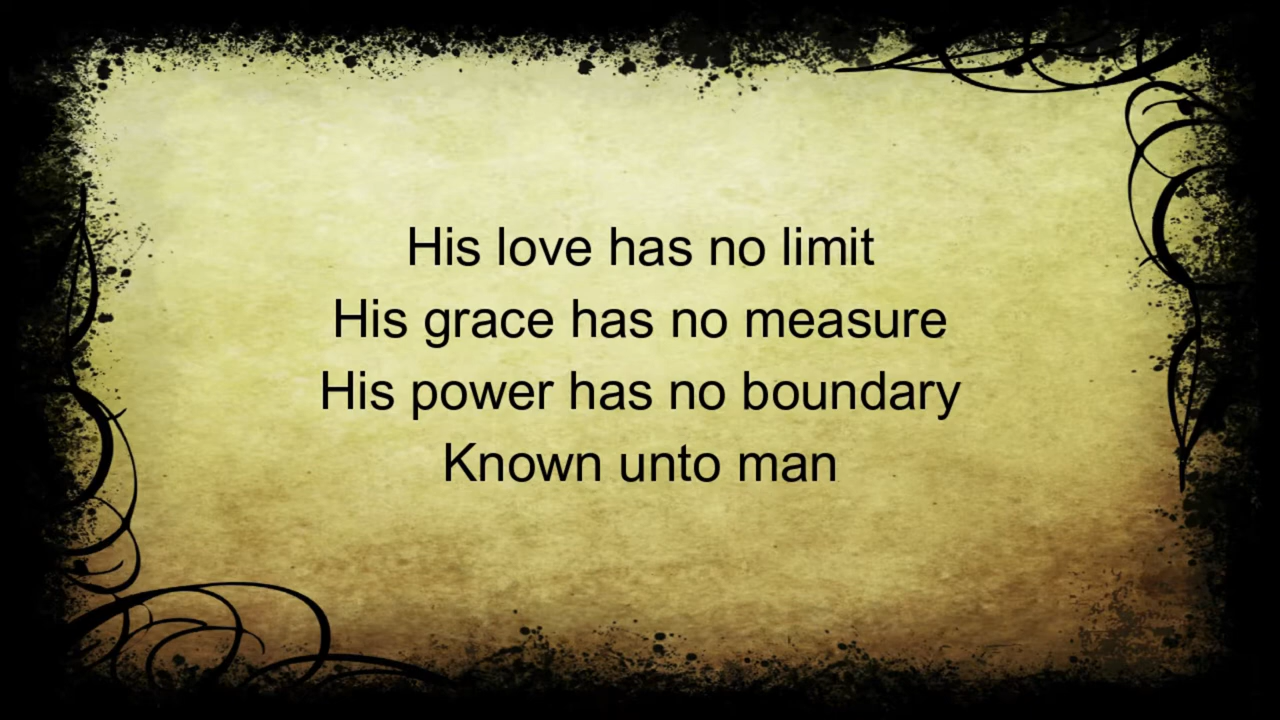 His love has no limit
His grace has no measure
His power has no boundary
Known unto man